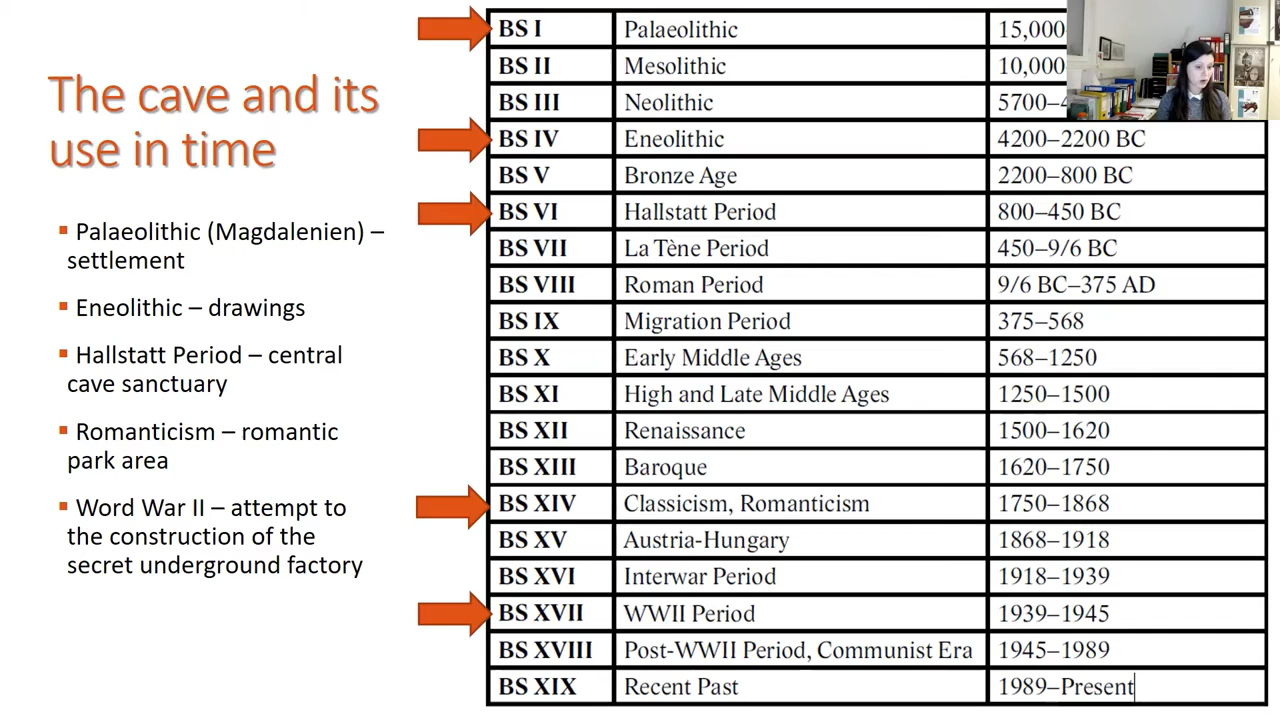 The cave and its
use in time
▪ Palaeolithic (Magdalenien) –
settlement
▪ Eneolithic – drawings
▪ Hallstatt Period – central
cave sanctuary
▪ Romanticism – romantic
park area
▪ Word War II – attempt to
the construction of the
secret underground factory
BS I Palaeolithic 15,000
BS II Mesolithic 10,000
BS III Neolithic 5700–
BS IV Eneolithic 4200–2200 BC
BS V Bronze Age 2200–800 BC
BS VI Hallstatt Period 800–450 BC
BS VII La Tène Period 450–9/6 BC
BS VIII Roman Period 9/6 BC–375 AD
BS IX Migration Period 375–568
BS X Early Middle Ages 568–1250
BS XI High and Late Middle Ages 1250–1500
BS XII Renaissance 1500–1620
BS XIII Baroque 1620–1750
BS XIV Classicism, Romanticism 1750–1868
BS XV Austria-Hungary 1868–1918
BS XVI Interwar Period 1918–1939
BS XVII WWII Period 1939–1945
BS XVIII Post-WWII Period, Communist Era 1945–1989
BS XIX Recent Past 1989–Present